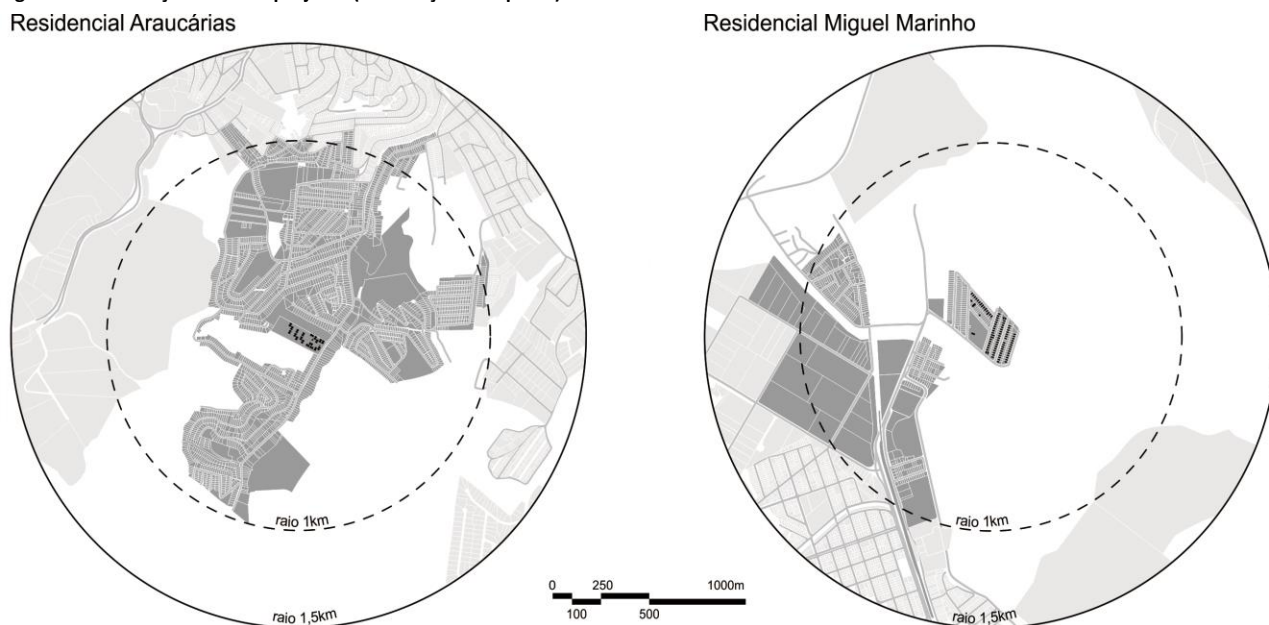 Residencial Araucárias
Residencial Miguel Marinho
raio 1km
raio 1km
0 250 1000m
100 500
raio 1,5km
raio 1,5km